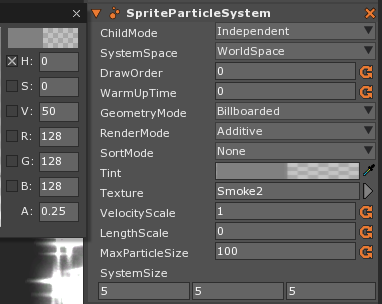 SpriteParticleSystem
ChildMode Independent
SystemSpace WorldSpace
DrawOrder 0
WarmUpTime 0
GeometryMode Billboarded
RenderMode Additive
SortMode None
Tint
Texture Smoke2
VelocityScale 1
LengthScale 0
MaxParticleSize 100
SystemSize
5 5 5
H: 0
S: 0
V: 50
R: 128
G: 128
B: 128
A: 0.25